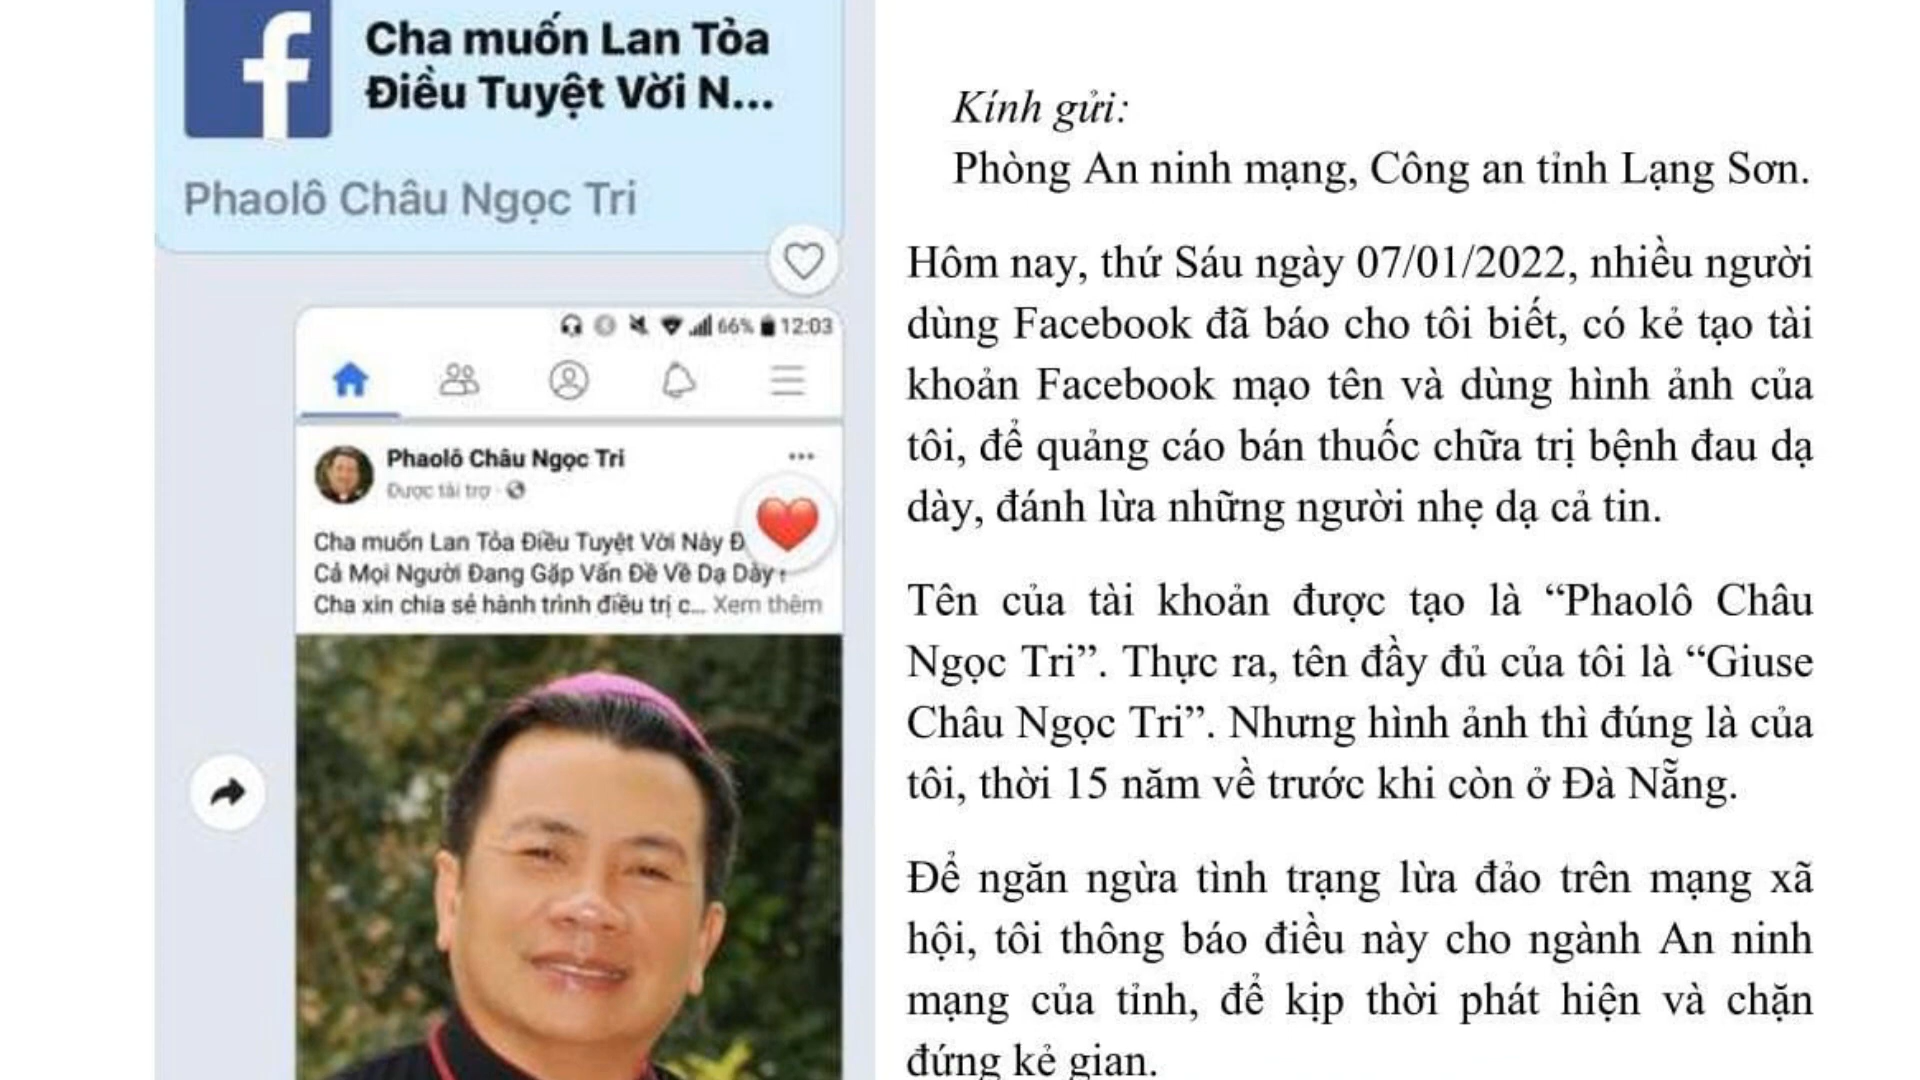 Cha muốn Lan Tỏa
Điều Tuyệt Vời N...
Phaolô Châu Ngọc Tri
66% 12:03
Phaolô Châu Ngọc Tri
Được tài trợ
Cha muốn Lan Tỏa Điều Tuyệt Vời Này Đ
Cả Mọi Người Đang Gặp Vấn Đề Về Dạ Dày !
Cha xin chia sẻ hành trình điều trị c... Xem thêm
Kính gửi:
Phòng An ninh mạng, Công an tỉnh Lạng Sơn.
Hôm nay, thứ Sáu ngày 07/01/2022, nhiều người
dùng Facebook đã báo cho tôi biết, có kẻ tạo tài
khoản Facebook mạo tên và dùng hình ảnh của
tôi, để quảng cáo bán thuốc chữa trị bệnh đau dạ
dày, đánh lừa những người nhẹ dạ cả tin.
Tên của tài khoản được tạo là “Phaolô Châu
Ngọc Tri”. Thực ra, tên đầy đủ của tôi là “Giuse
Châu Ngọc Tri”. Nhưng hình ảnh thì đúng là của
tôi, thời 15 năm về trước khi còn ở Đà Nẵng.
Để ngăn ngừa tình trạng lừa đảo trên mạng xã
hội, tôi thông báo điều này cho ngành An ninh
mạng của tỉnh, để kịp thời phát hiện và chặn
đứng kẻ gian.